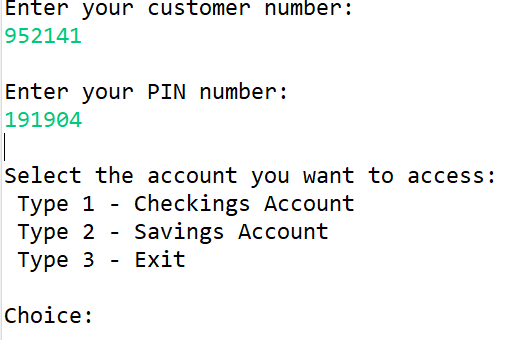 Enter your customer number:
952141
Enter your PIN number:
191904
Select the account you want to access:
Type 1 - Checkings Account
Type 2 - Savings Account
Type 3 - Exit
Choice: